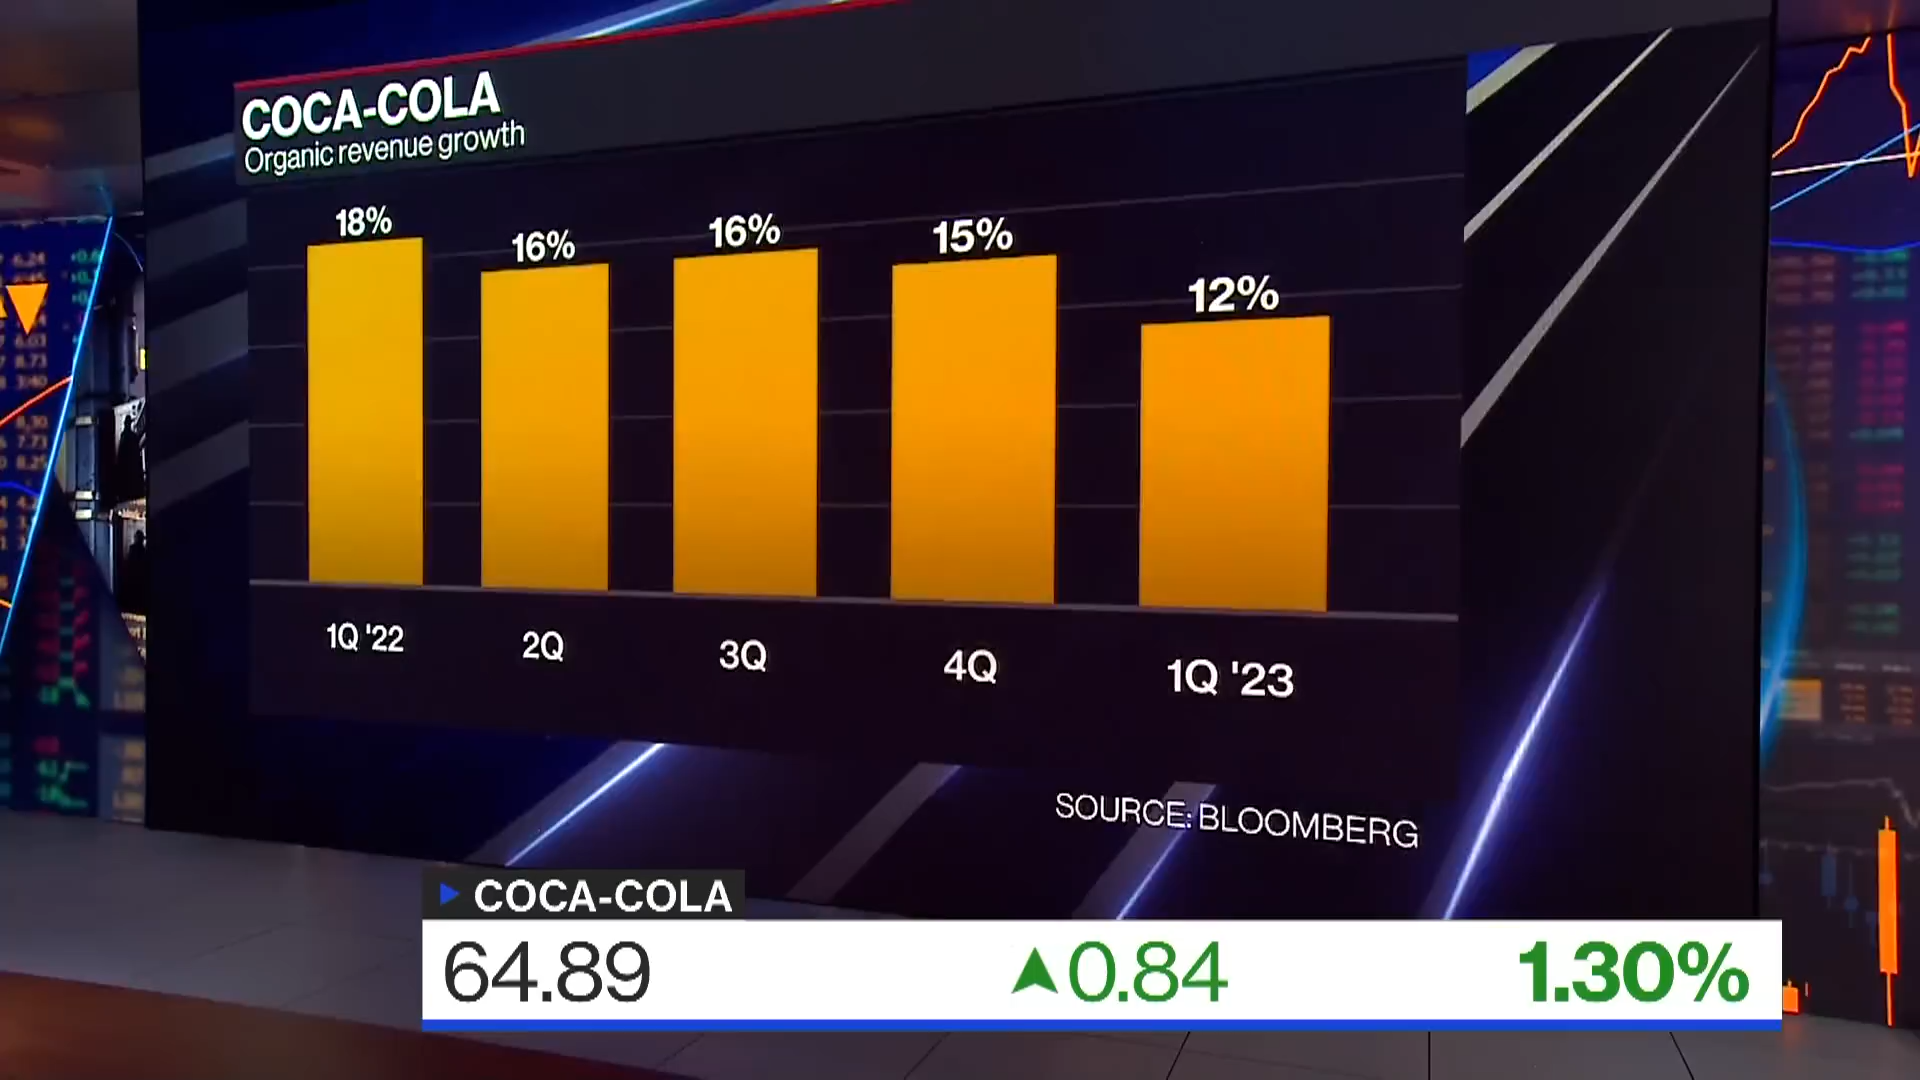 COCA-COLA
Organic revenue growth
18%
16%
16%
15%
12%
1Q '22
2Q
3Q
4Q
1Q '23
SOURCE: BLOOMBERG
COCA-COLA
64.89
0.84
1.30%